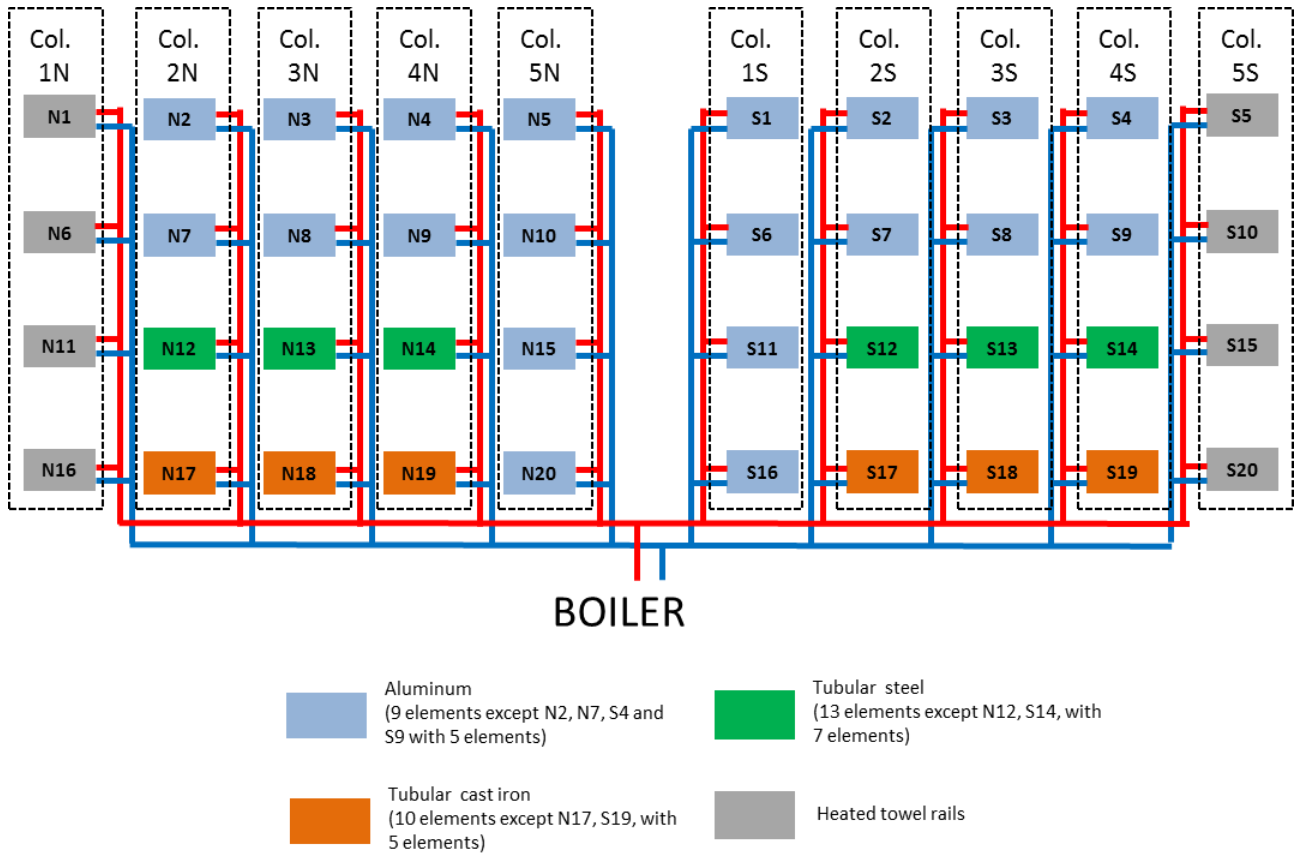 Col.
1N
Col.
2N
Col.
3N
Col.
4N
Col.
5N
Col.
1S
Col.
2S
Col.
3S
Col.
4S
Col.
5S
N1
N2
N3
N4
N5
S1
S2
S3
S4
S5
N6
N7
N8
N9
N10
S6
S7
S8
S9
S10
N11
N12
N13
N14
N15
S11
S12
S13
S14
S15
N16
N17
N18
N19
N20
S16
S17
S18
S19
S20
BOILER
Aluminum
(9 elements except N2, N7, S4 and
S9 with 5 elements)
Tubular steel
(13 elements except N12, S14, with
7 elements)
Tubular cast iron
(10 elements except N17, S19, with
5 elements)
Heated towel rails